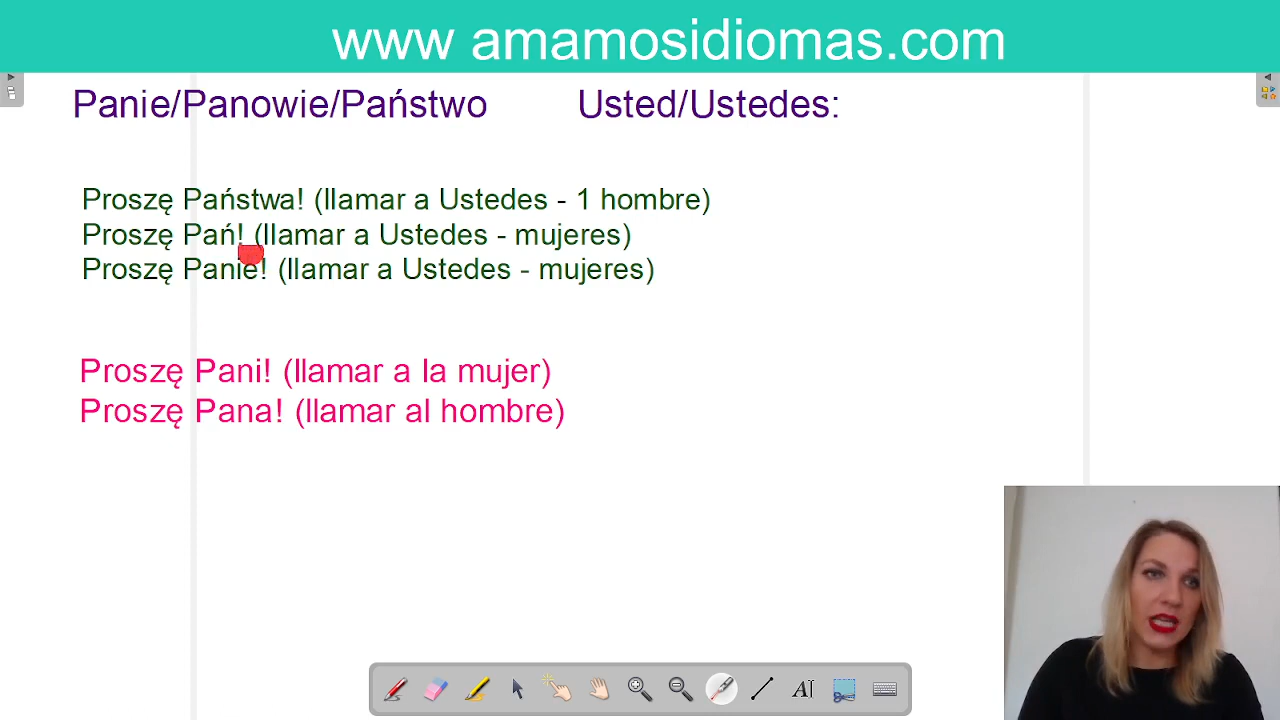 www amamosidiomas.com
Panie/Panowie/Państwo Usted/Ustedes:
Proszę Państwa! (llamar a Ustedes - 1 hombre)
Proszę Pań! (llamar a Ustedes - mujeres)
Proszę Panie! (llamar a Ustedes - mujeres)
Proszę Pani! (llamar a la mujer)
Proszę Pana! (llamar al hombre)